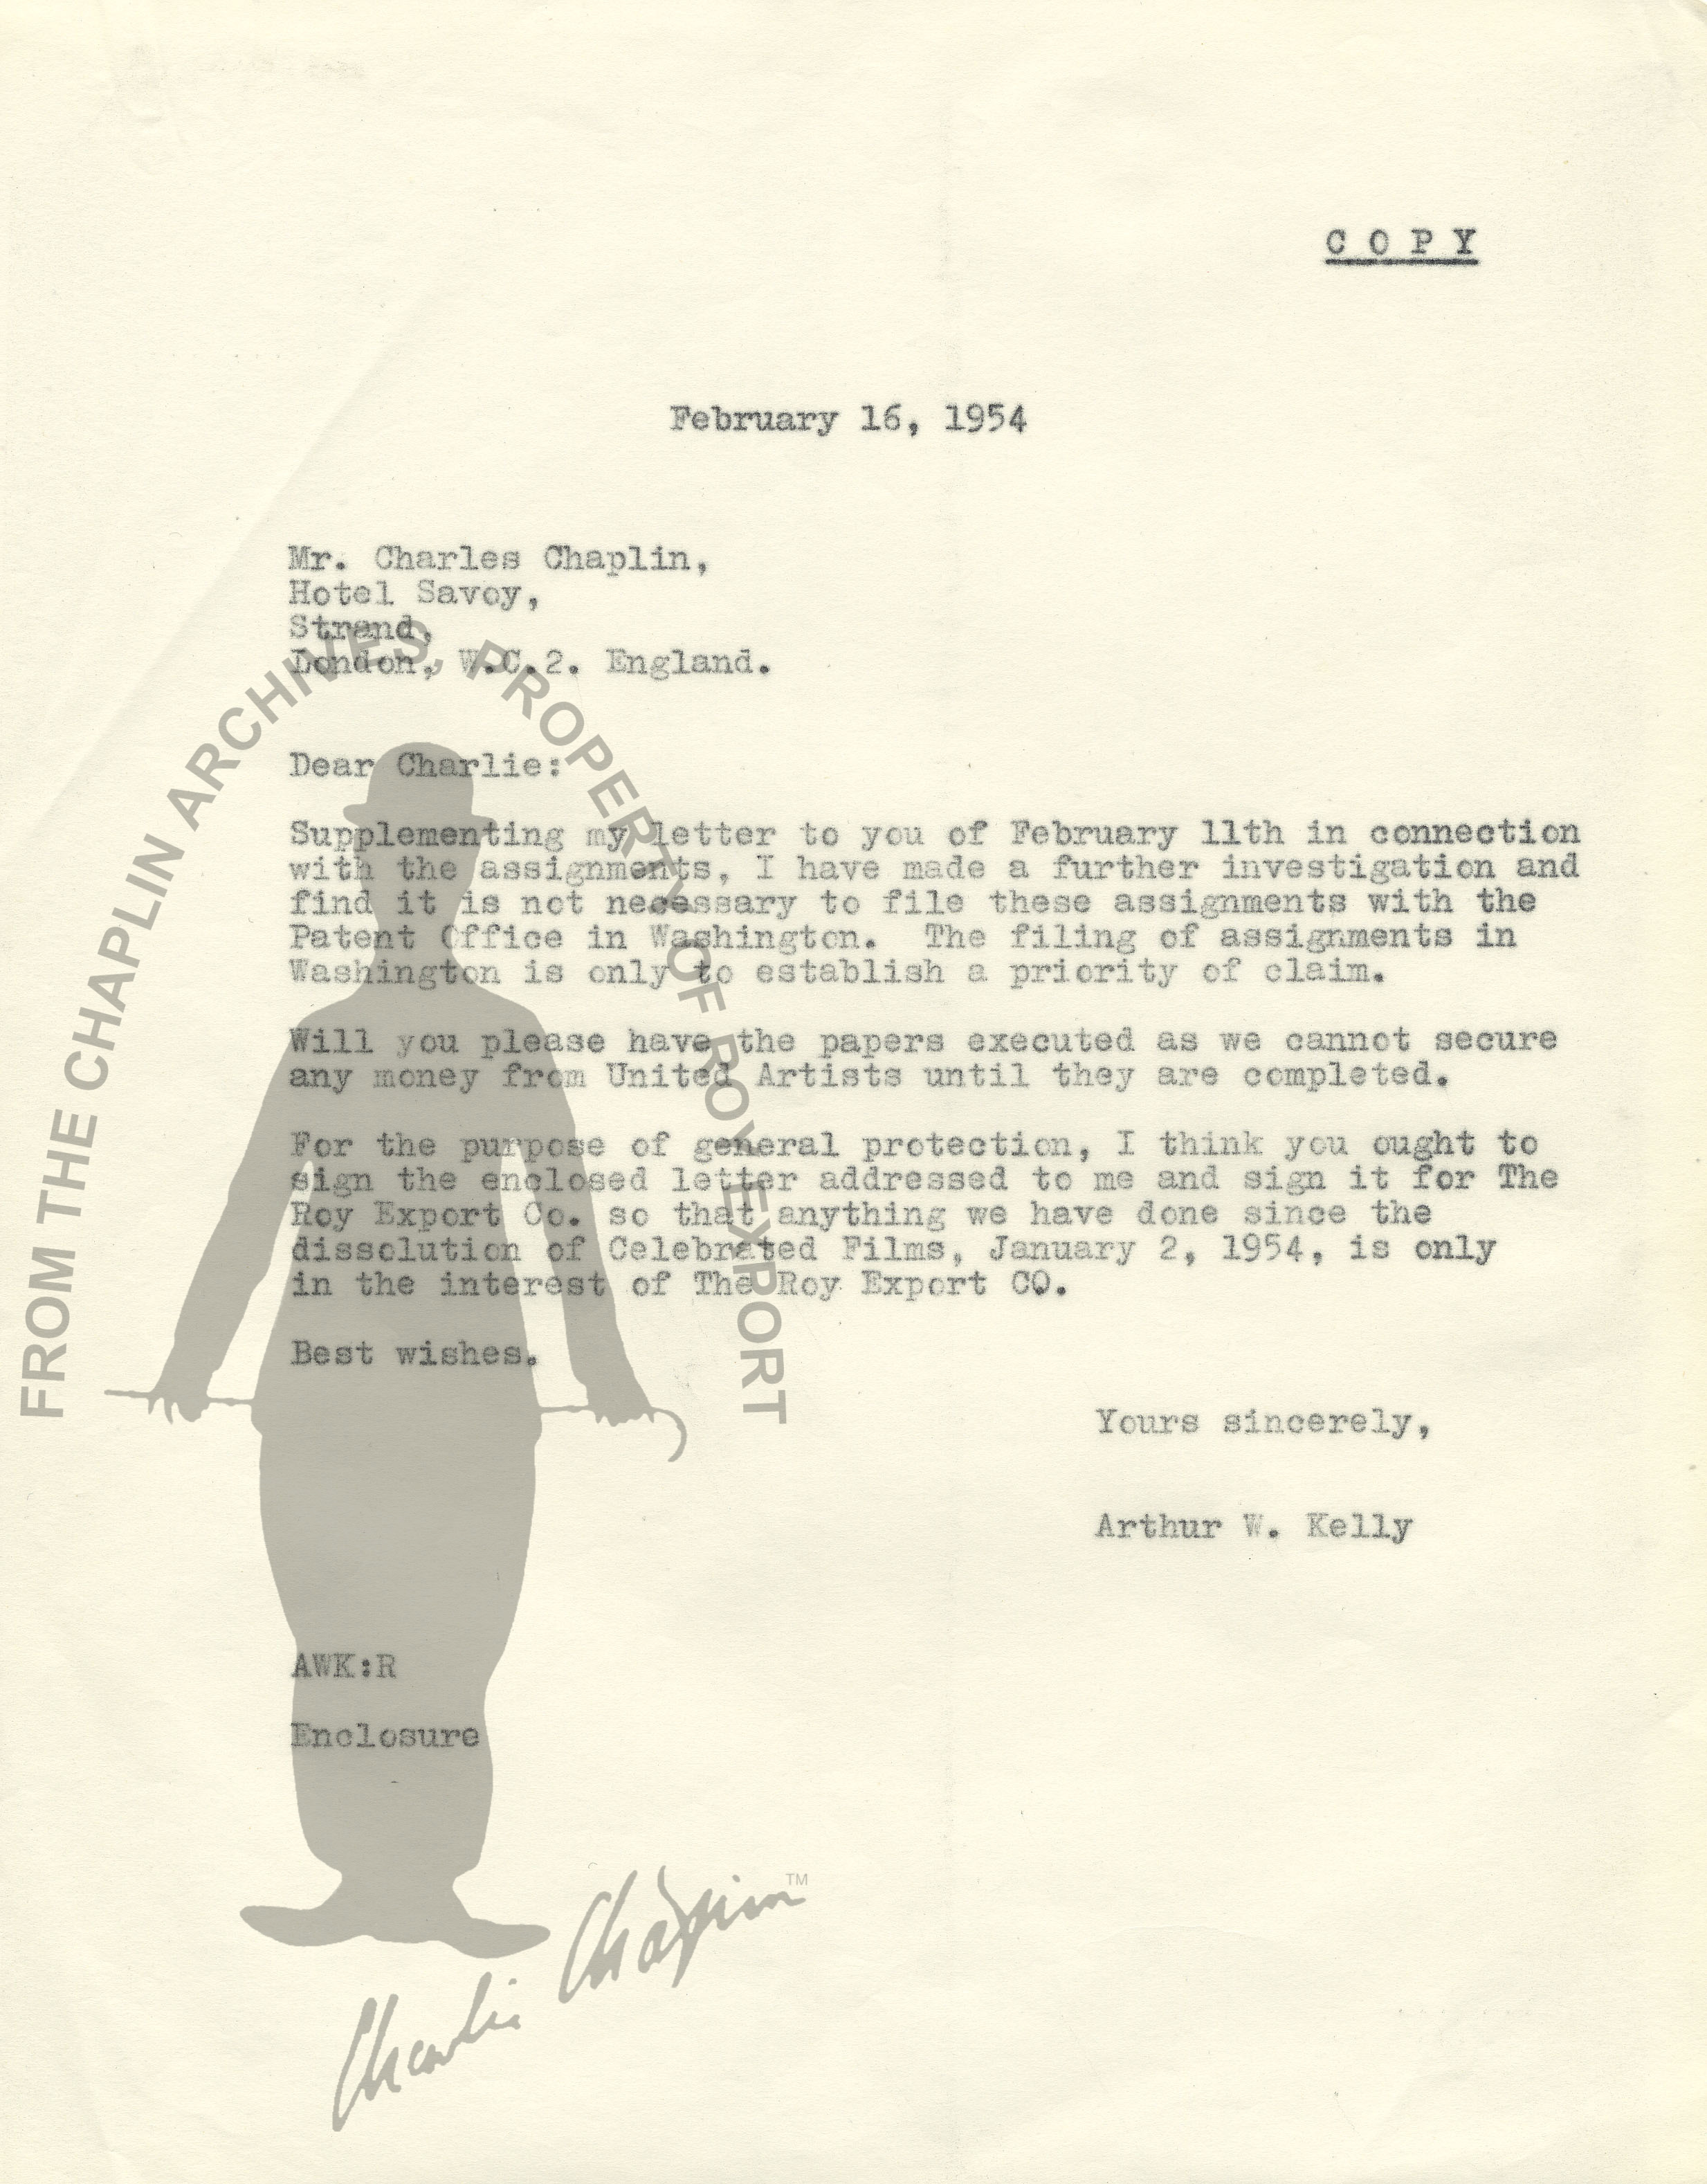 C O P Y
February 16, 1954
Mr. Charles Chaplin,
Hotel Savoy,
Strand,
London, W.C.2. England.
Dear Charlie:
Supplementing my letter to you of February 11th in connection
with the assignments, I have made a further investigation and
find it is not necessary to file these assignments with the
Patent Office in Washington.  The filing of assignments in
Washington is only to establish a priority of claim.
Will you please have the papers executed as we cannot secure
any money from United Artists until they are completed.
For the purpose of general protection, I think you ought to
sign the enclosed letter addressed to me and sign it for The
Roy Export Co. so that anything we have done since the
dissolution of Celebrated Films, January 2, 1954, is only
in the interest of The Roy Export CO.
Best wishes.
Yours sincerely,
Arthur W. Kelly
AWK:R
Enclosure
FROM THE CHAPLIN ARCHIVES, PROPERTY OF ROY EXPORT
Charlie Chaplin™